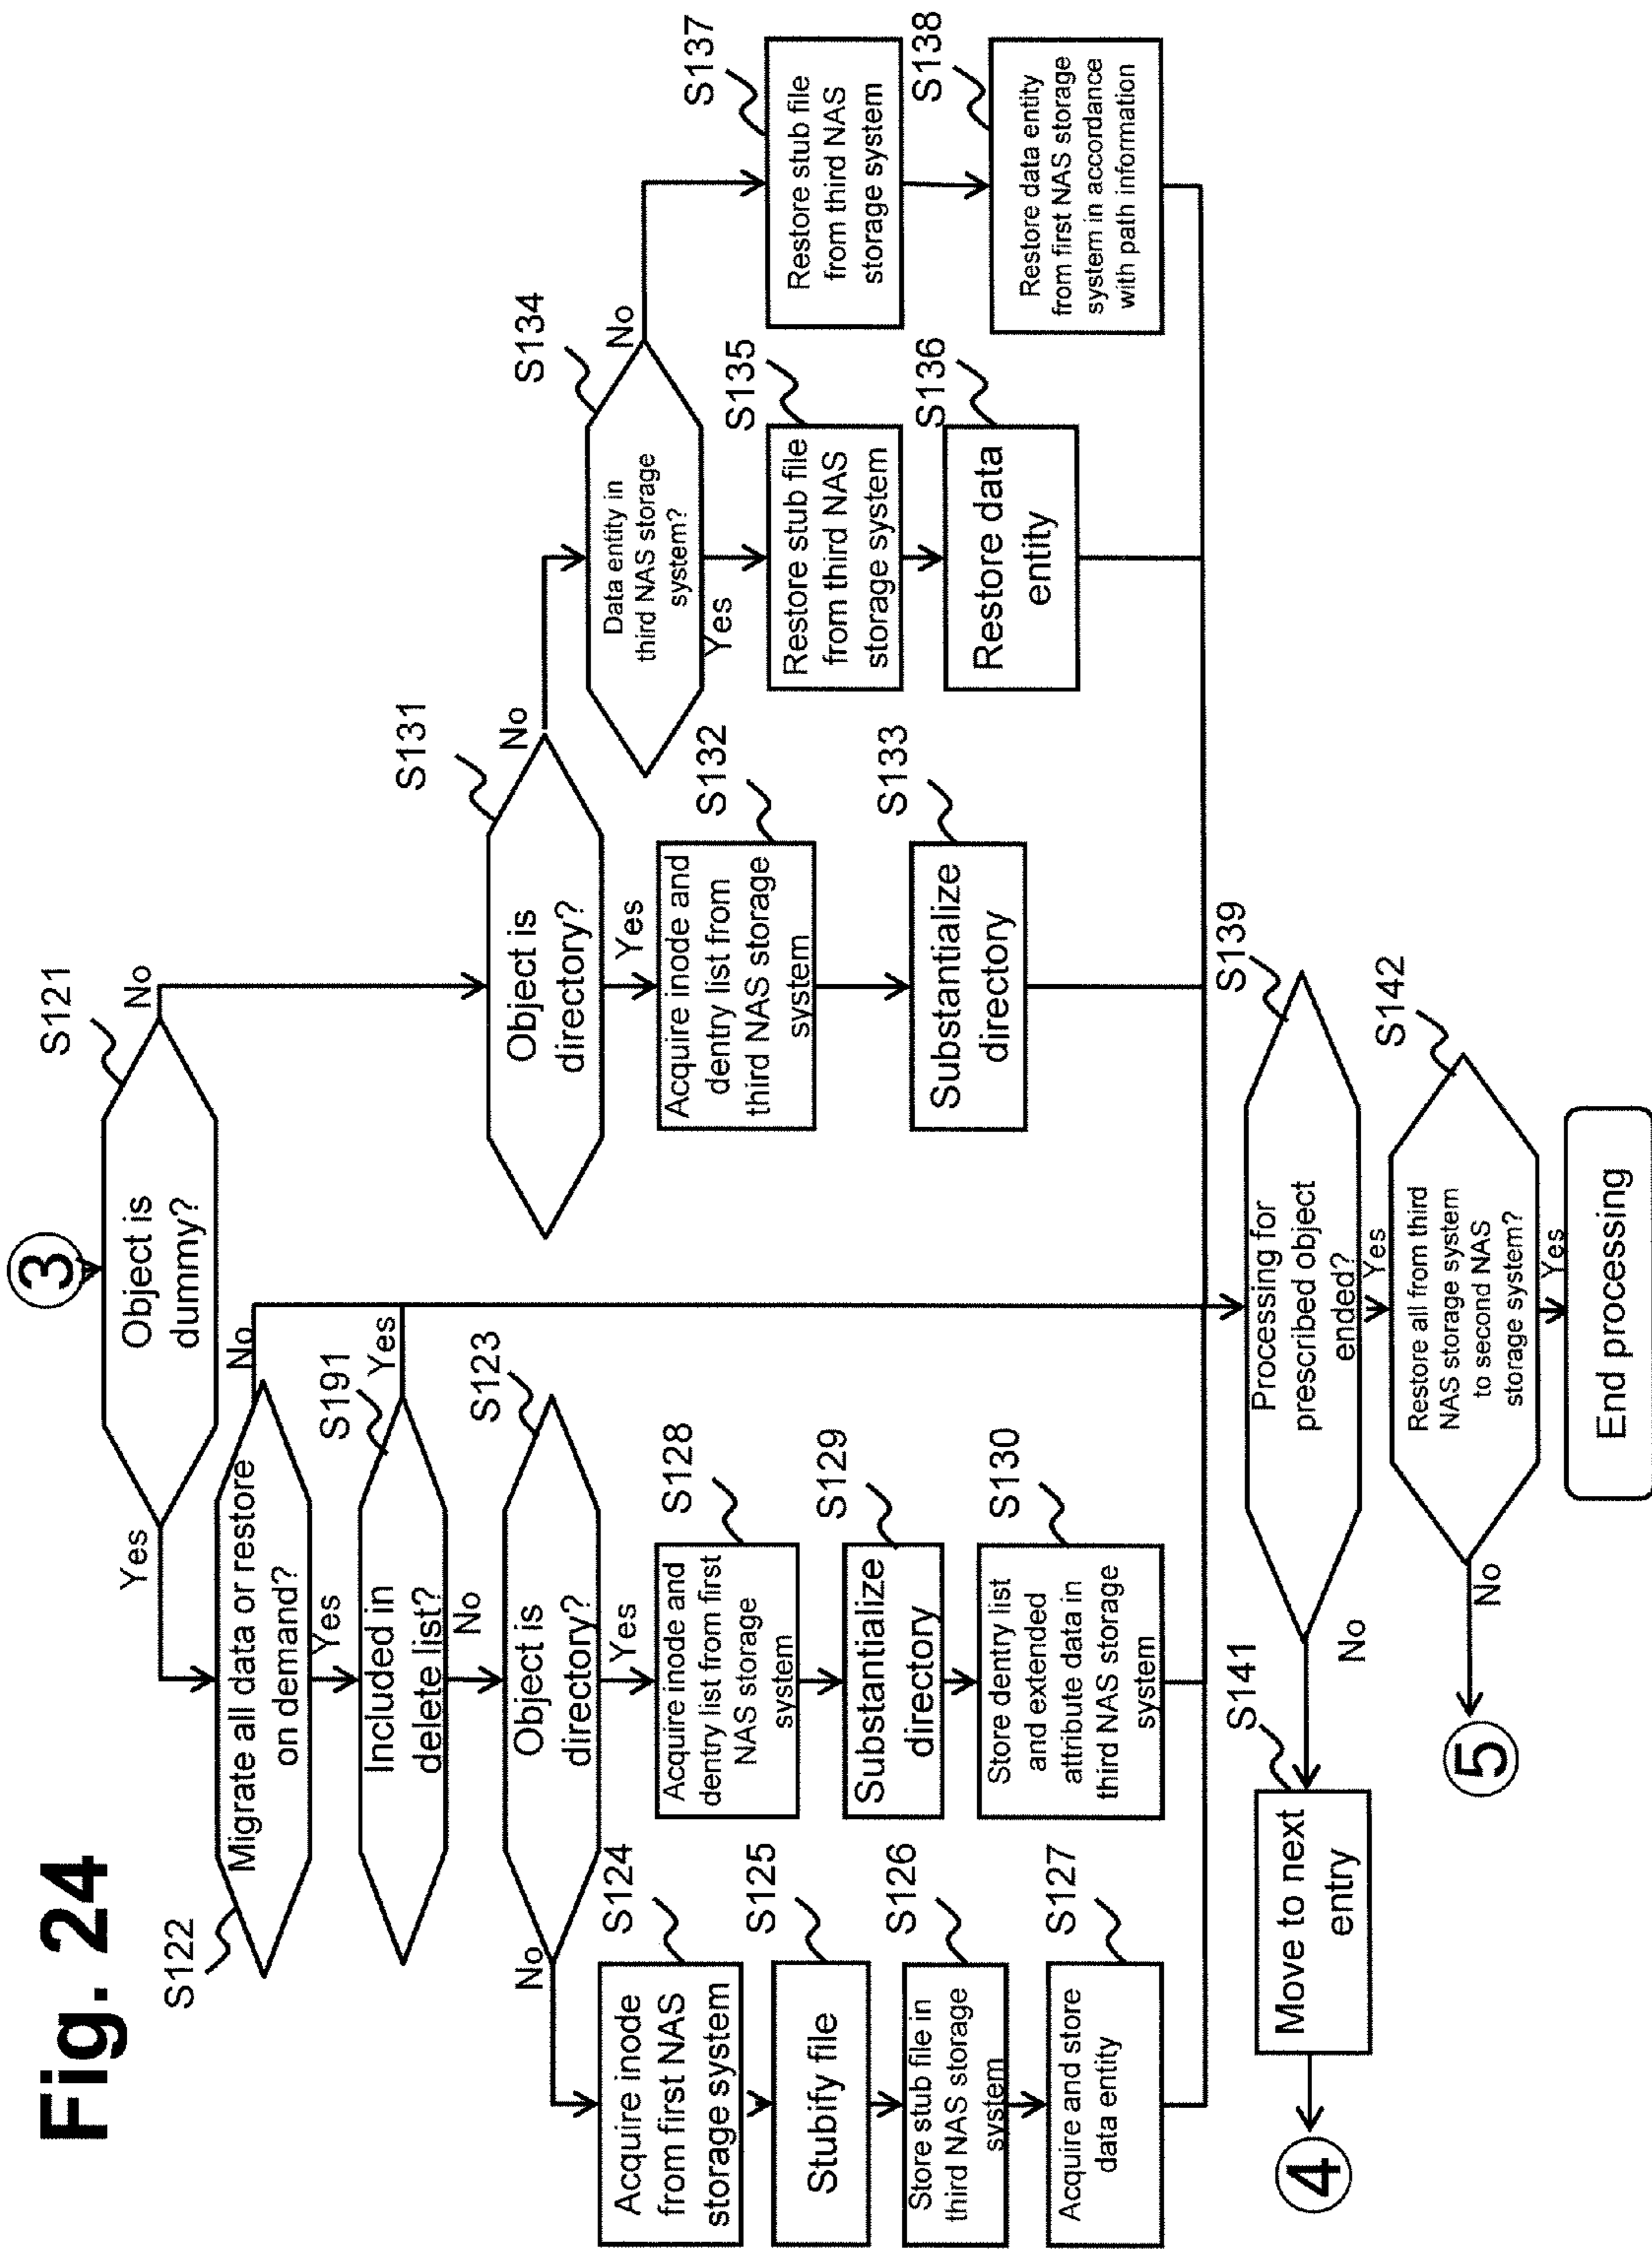 Fig. 24
3
S121
Object is
dummy?
Yes
No
S122
Migrate all data or restore
on demand?
No
Yes
S191
Included in
delete list?
Yes
No
S123
Object is
directory?
No
Yes
S124
Acquire inode
from first NAS
storage system
S125
Stubify file
S126
Store stub file in
third NAS storage
system
S127
Acquire and store
data entity
S128
Acquire inode and
dentry list from first
NAS storage
system
S129
Substantialize
directory
S130
Store dentry list
and extended
attribute data in
third NAS storage
system
S131
Object is
directory?
No
Yes
S132
Acquire inode and
dentry list from
third NAS storage
system
S133
Substantialize
directory
S134
Data entity in
third NAS storage
system?
No
Yes
S135
Restore stub file
from third NAS
storage system
S136
Restore data
entity
S137
Restore stub file
from third NAS
storage system
S138
Restore data entity
from first NAS storage
system in accordance
with path information
S139
Processing for
prescribed object
ended?
Yes
No
S141
Move to next
entry
4
S142
Restore all from third
NAS storage system
to second NAS
storage system?
Yes
No
5
End processing